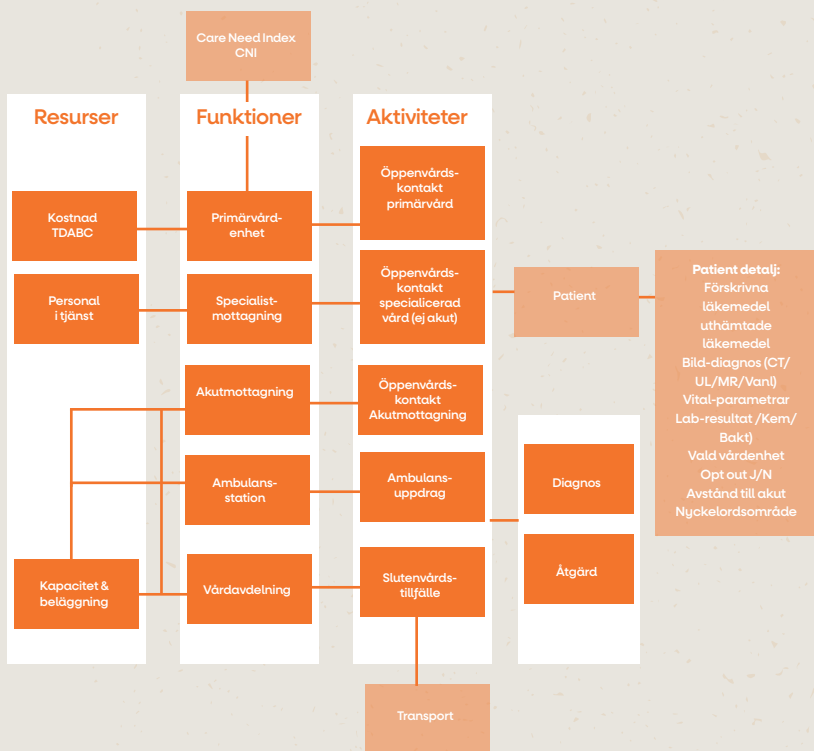 Care Need Index
CNI
Resurser
Funktioner
Aktiviteter
Kostnad
TDABC
Personal
i tjänst
Kapacitet &
beläggning
Primärvård-
enhet
Specialist-
mottagning
Akutmottagning
Ambulans-
station
Vårdavdelning
Öppenvårds-
kontakt
primärvård
Öppenvårds-
kontakt
specialicerad
vård (ej akut)
Öppenvårds-
kontakt
Akutmottagning
Ambulans-
uppdrag
Slutenvårds-
tillfälle
Transport
Patient
Diagnos
Åtgärd
Patient detalj:
Förskrivna
läkemedel
uthämtade
läkemedel
Bild-diagnos (CT/
UL/MR/Vanl)
Vital-parametrar
Lab-resultat /Kem/
Bakt)
Vald vårdenhet
Opt out J/N
Avstånd till akut
Nyckelordsområde